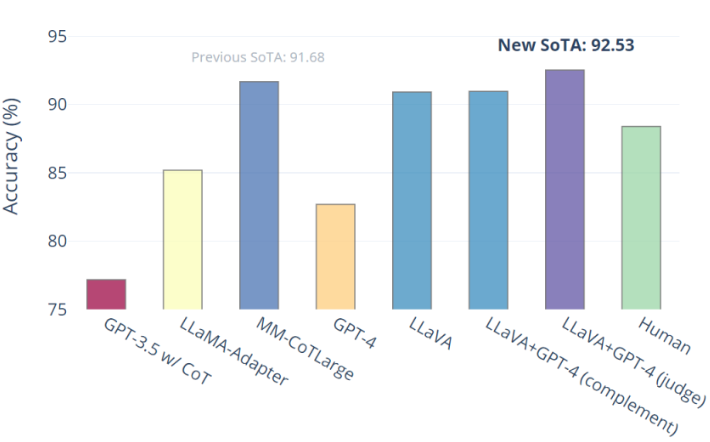 95
Previous SoTA: 91.68
New SoTA: 92.53
90
85
80
75
Accuracy (%)
GPT-3.5 w/ CoT
LLaMA-Adapter
MM-CoTLarge
GPT-4
LLaVA
LLaVA+GPT-4 (complement)
LLaVA+GPT-4 (judge)
Human